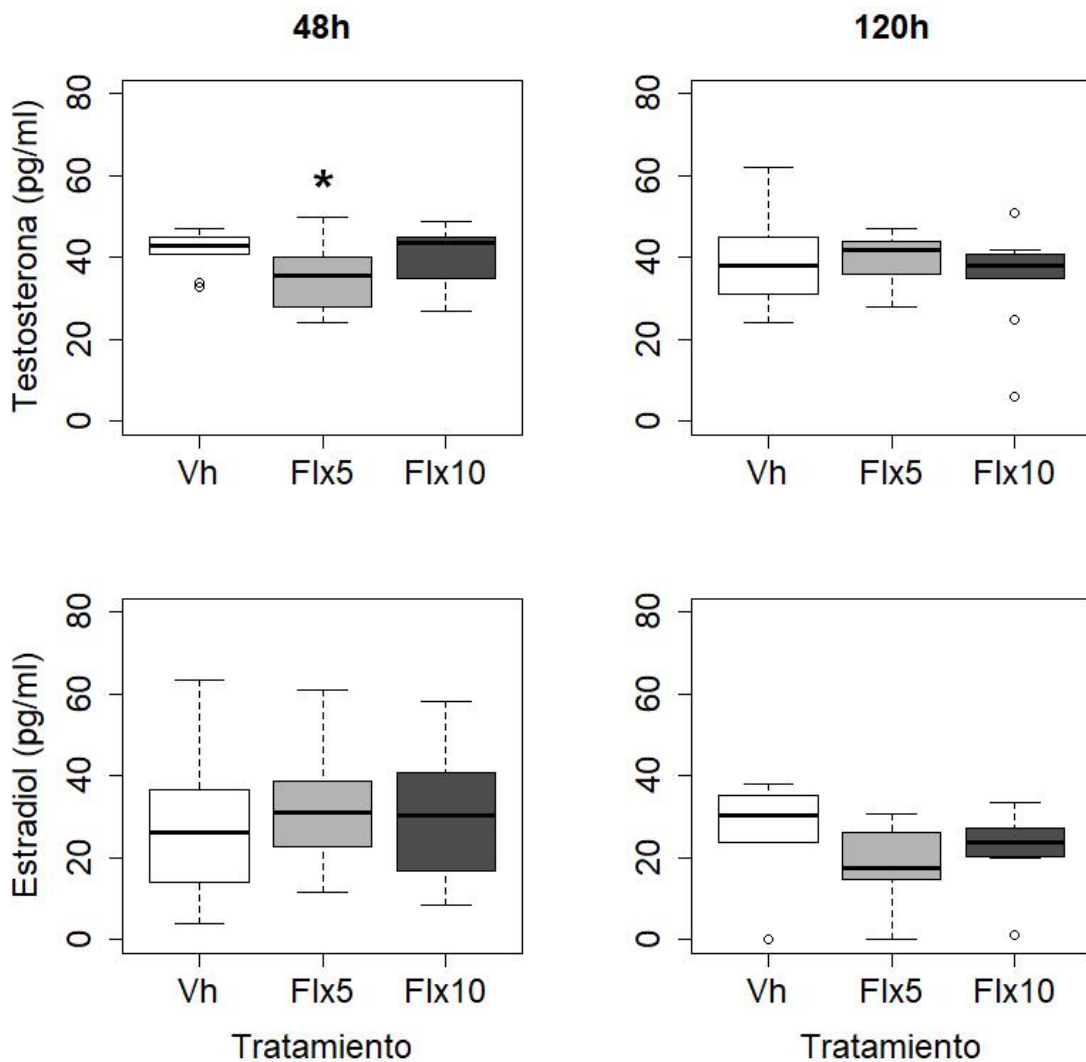 48h 120h
Testosterona (pg/ml)
80 80
60 * 60
40 40
20 20
0 0
Vh Flx5 Flx10 Vh Flx5 Flx10
Estradiol (pg/ml)
80 80
60 60
40 40
20 20
0 0
Vh Flx5 Flx10 Vh Flx5 Flx10
Tratamiento Tratamiento